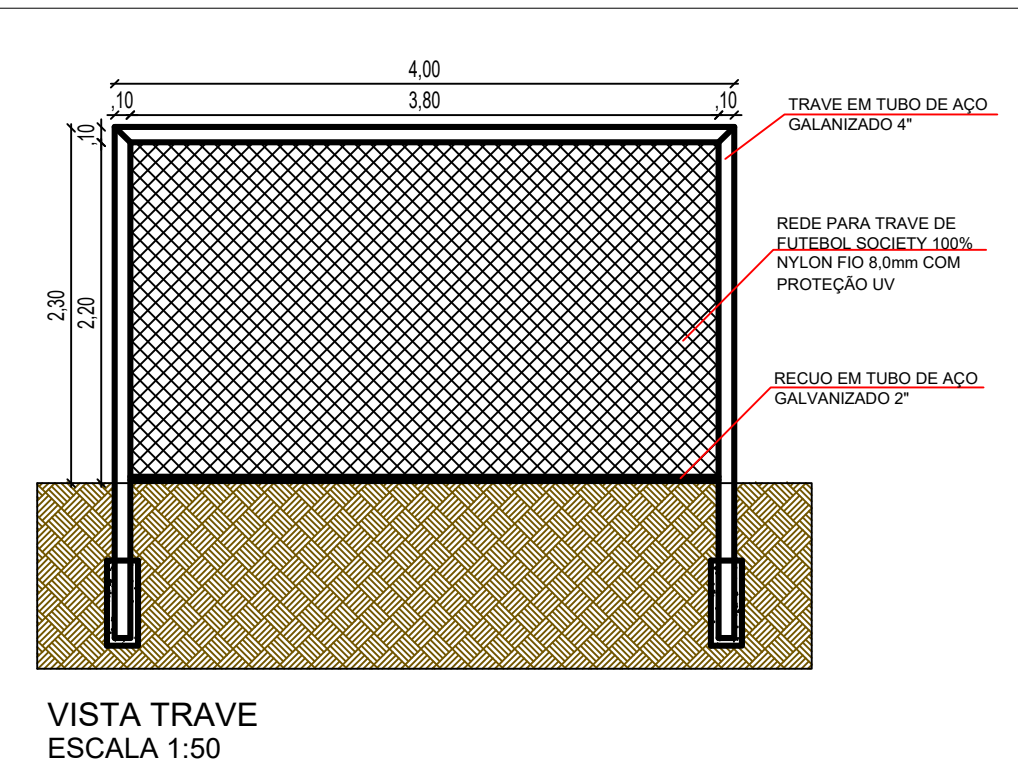 4,00
,10
3,80
,10
,10
2,30
2,20
TRAVE EM TUBO DE AÇO
GALANIZADO 4"
REDE PARA TRAVE DE
FUTEBOL SOCIETY 100%
NYLON FIO 8,0mm COM
PROTEÇÃO UV
RECUO EM TUBO DE AÇO
GALVANIZADO 2"
VISTA TRAVE
ESCALA 1:50